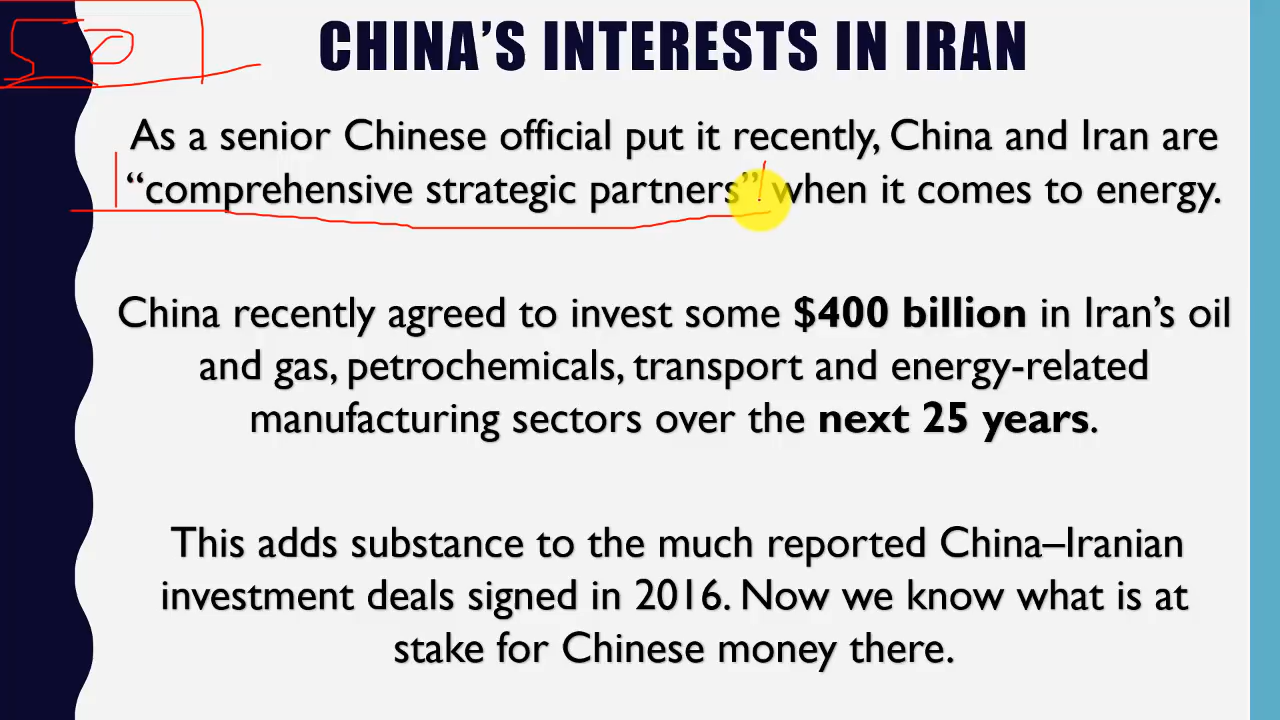 CHINA'S INTERESTS IN IRAN
As a senior Chinese official put it recently, China and Iran are
“comprehensive strategic partners” when it comes to energy.
China recently agreed to invest some $400 billion in Iran's oil
and gas, petrochemicals, transport and energy-related
manufacturing sectors over the next 25 years.
This adds substance to the much reported China–Iranian
investment deals signed in 2016. Now we know what is at
stake for Chinese money there.